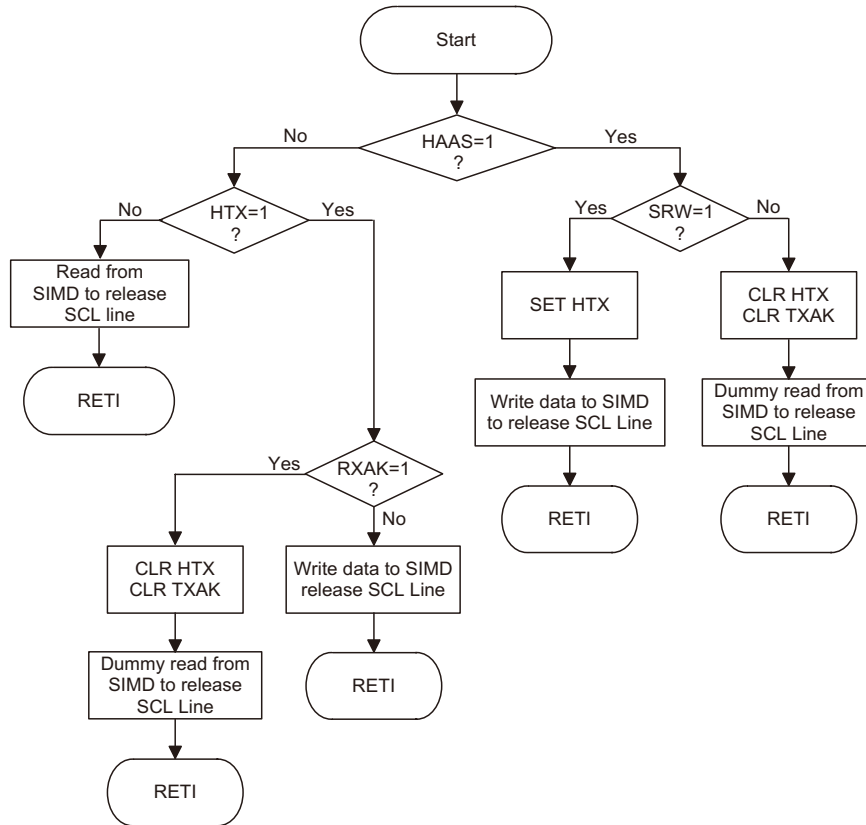 Start
HAAS=1
?
No
Yes
HTX=1
?
No
Yes
SRW=1
?
Yes
No
Read from
SIMD to release
SCL line
SET HTX
CLR HTX
CLR TXAK
RETI
Write data to SIMD
to release SCL Line
Dummy read from
SIMD to release
SCL Line
RXAK=1
?
Yes
No
RETI
RETI
CLR HTX
CLR TXAK
Write data to SIMD
release SCL Line
Dummy read from
SIMD to release
SCL Line
RETI
RETI